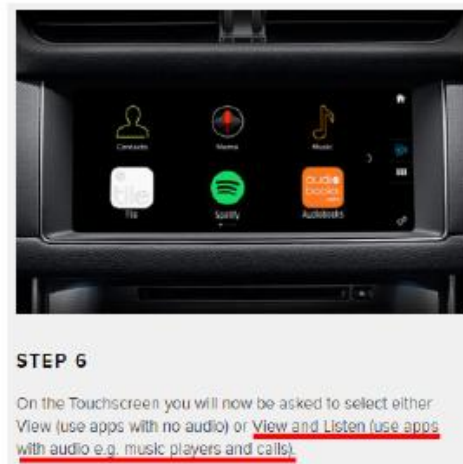 Contacts
Music
tile
audio
books
Tile
Spotify
Audiobooks
STEP 6
On the Touchscreen you will now be asked to select either
View (use apps with no audio) or View and Listen (use apps
with audio e.g. music players and calls).